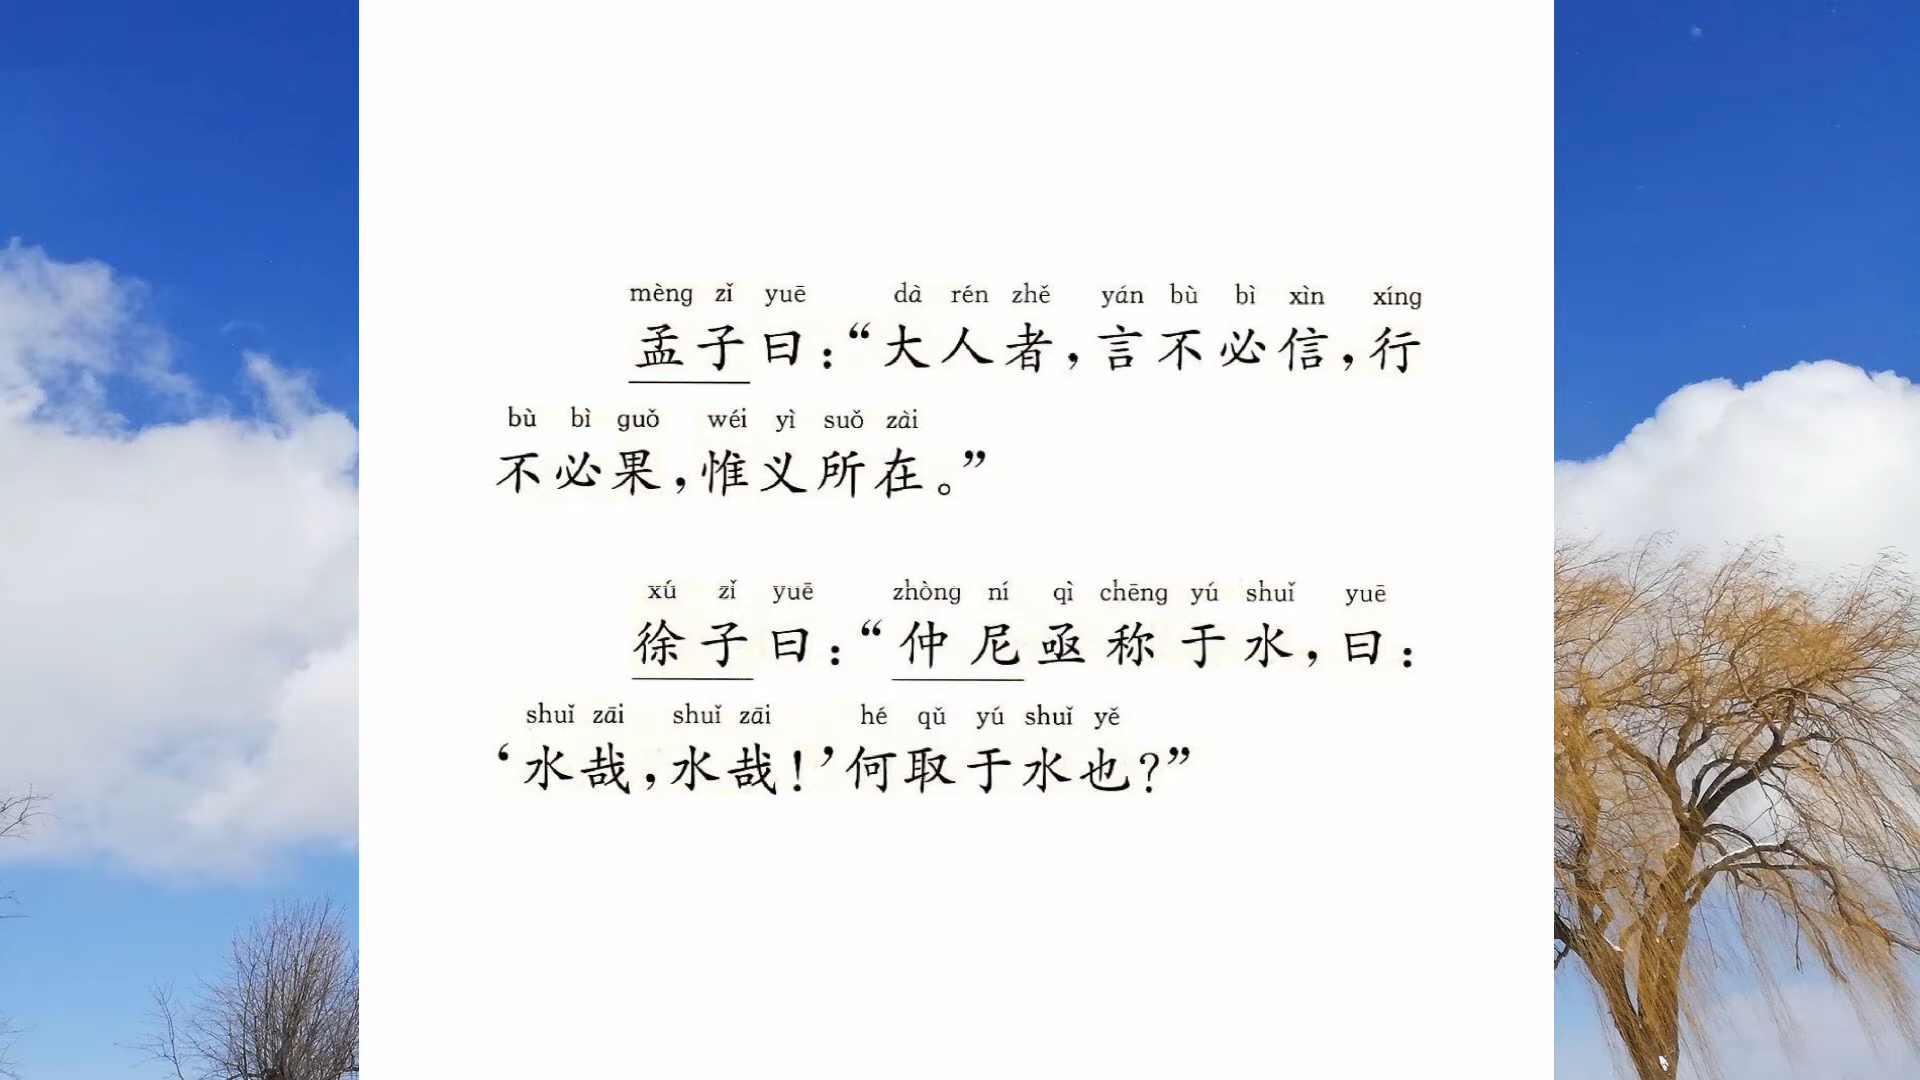 mèng zǐ yuē dà rén zhě yán bù bì xìn xíng
孟子曰：“大人者，言不必信，行
bù bì guǒ wéi yì suǒ zài
不必果，惟义所在。”
xú zǐ yuē zhòng ní qì chēng yú shuǐ yuē
徐子曰：“仲尼亟称于水，曰：
shuǐ zāi shuǐ zāi hé qǔ yú shuǐ yě
‘水哉，水哉！’何取于水也？”